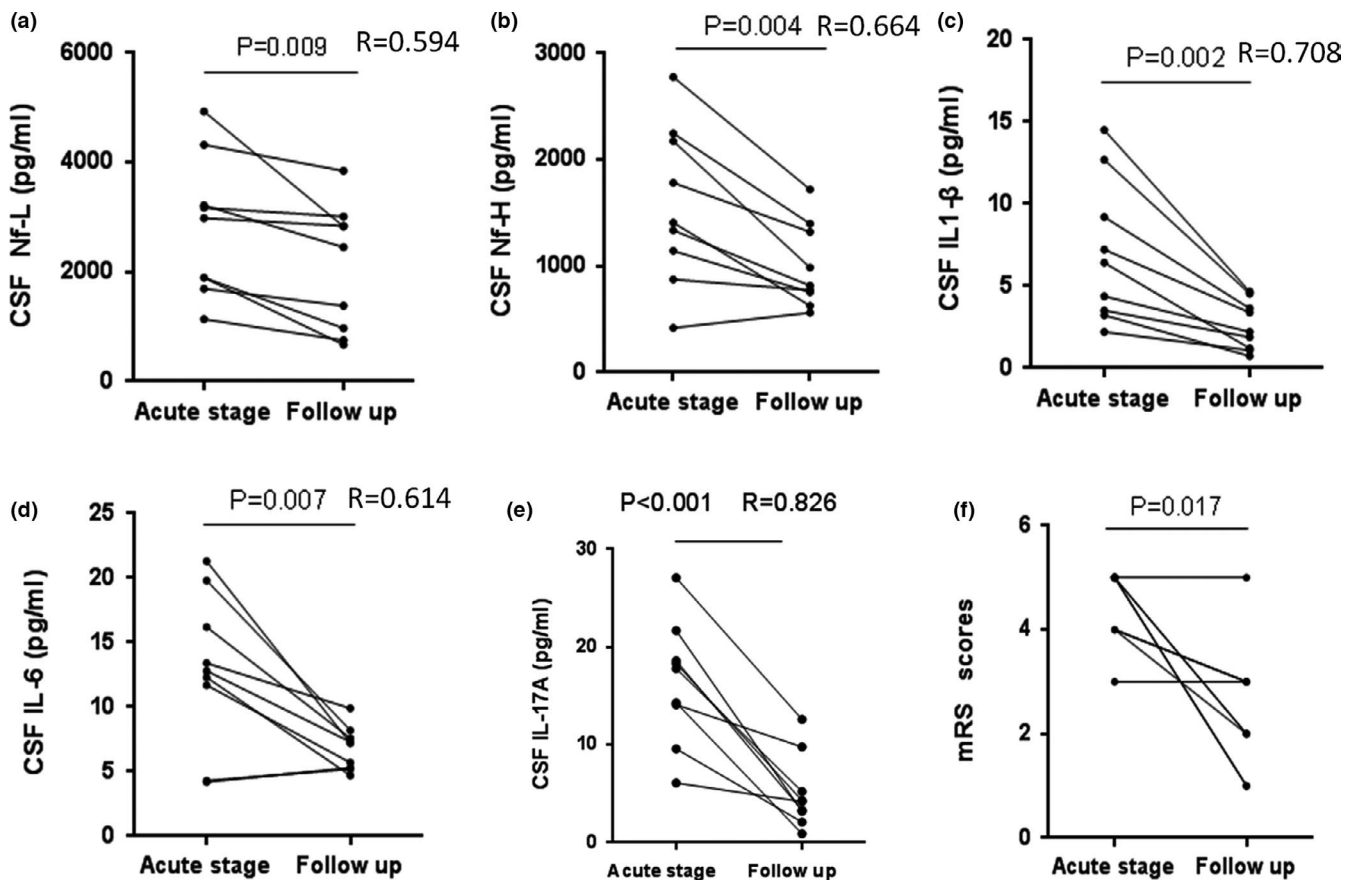 (a)
P=0.009 R=0.594
CSF Nf-L (pg/ml)
6000
4000
2000
0
Acute stage Follow up
(b)
P=0.004 R=0.664
CSF Nf-H (pg/ml)
3000
2000
1000
0
Acute stage Follow up
(c)
P=0.002 R=0.708
CSF IL1-β (pg/ml)
20
15
10
5
0
Acute stage Follow up
(d)
P=0.007 R=0.614
CSF IL-6 (pg/ml)
25
20
15
10
5
0
Acute stage Follow up
(e)
P<0.001 R=0.826
CSF IL-17A (pg/ml)
30
20
10
0
Acute stage Follow up
(f)
P=0.017
mRS scores
6
4
2
0
Acute stage Follow up